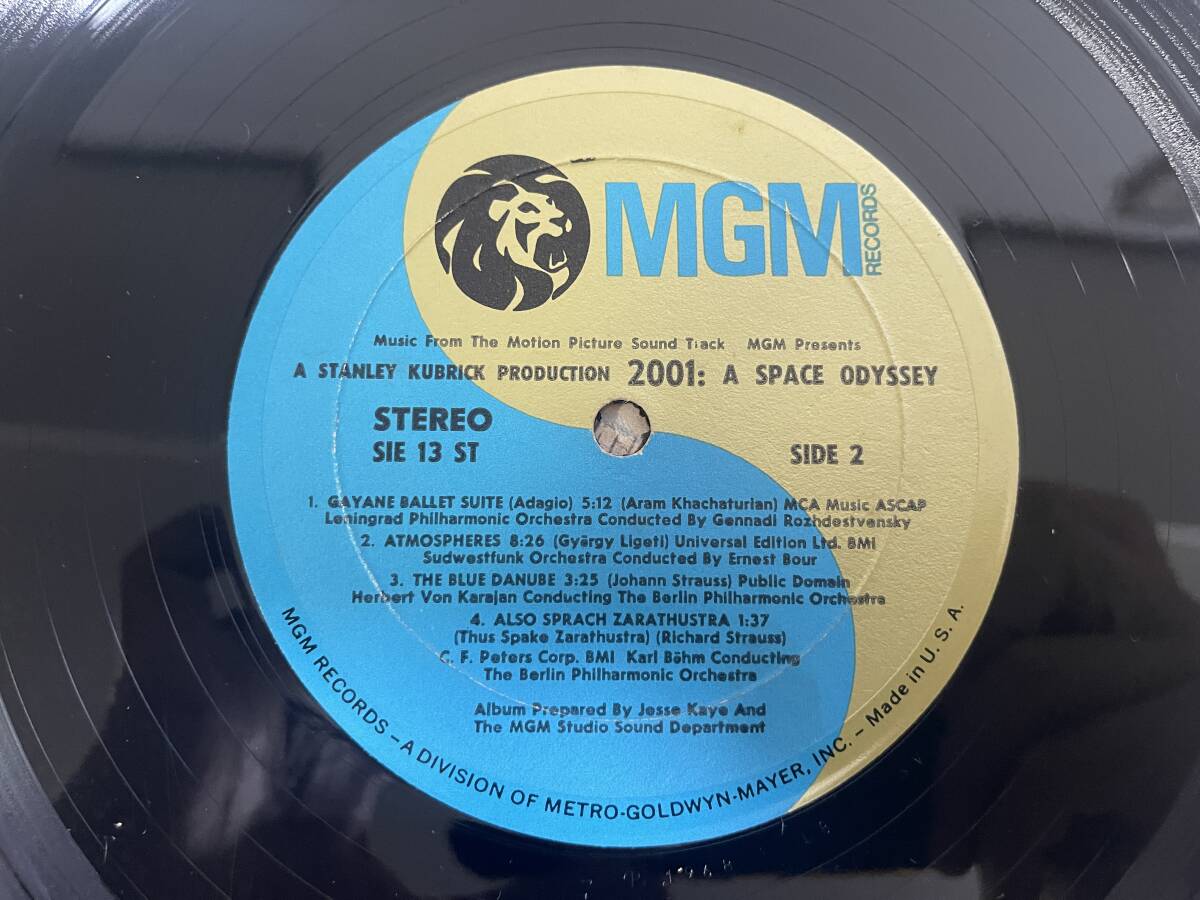 MGM RECORDS
Music From The Motion Picture Sound Track MGM Presents
A STANLEY KUBRICK PRODUCTION 2001: A SPACE ODYSSEY
STEREO
SIE 13 ST
SIDE 2
1. GAYANE BALLET SUITE (Adagio) 5:12 (Aram Khachaturian) MCA Music ASCAP
Leningrad Philharmonic Orchestra Conducted By Gennadi Rozhdestvensky
2. ATMOSPHERES 8:26 (György Ligeti) Universal Edition Ltd. BMI
Sudwestfunk Orchestra Conducted By Ernest Bour
3. THE BLUE DANUBE 3:25 (Johann Strauss) Public Domain
Herbert Von Karajan Conducting The Berlin Philharmonic Orchestra
4. ALSO SPRACH ZARATHUSTRA 1:37
(Thus Spake Zarathustra) (Richard Strauss)
C. F. Peters Corp. BMI Karl Böhm Conducting
The Berlin Philharmonic Orchestra
Album Prepared By Jesse Kaye And
The MGM Studio Sound Department
MGM RECORDS – A DIVISION OF METRO-GOLDWYN-MAYER, INC. – Made in U. S. A.